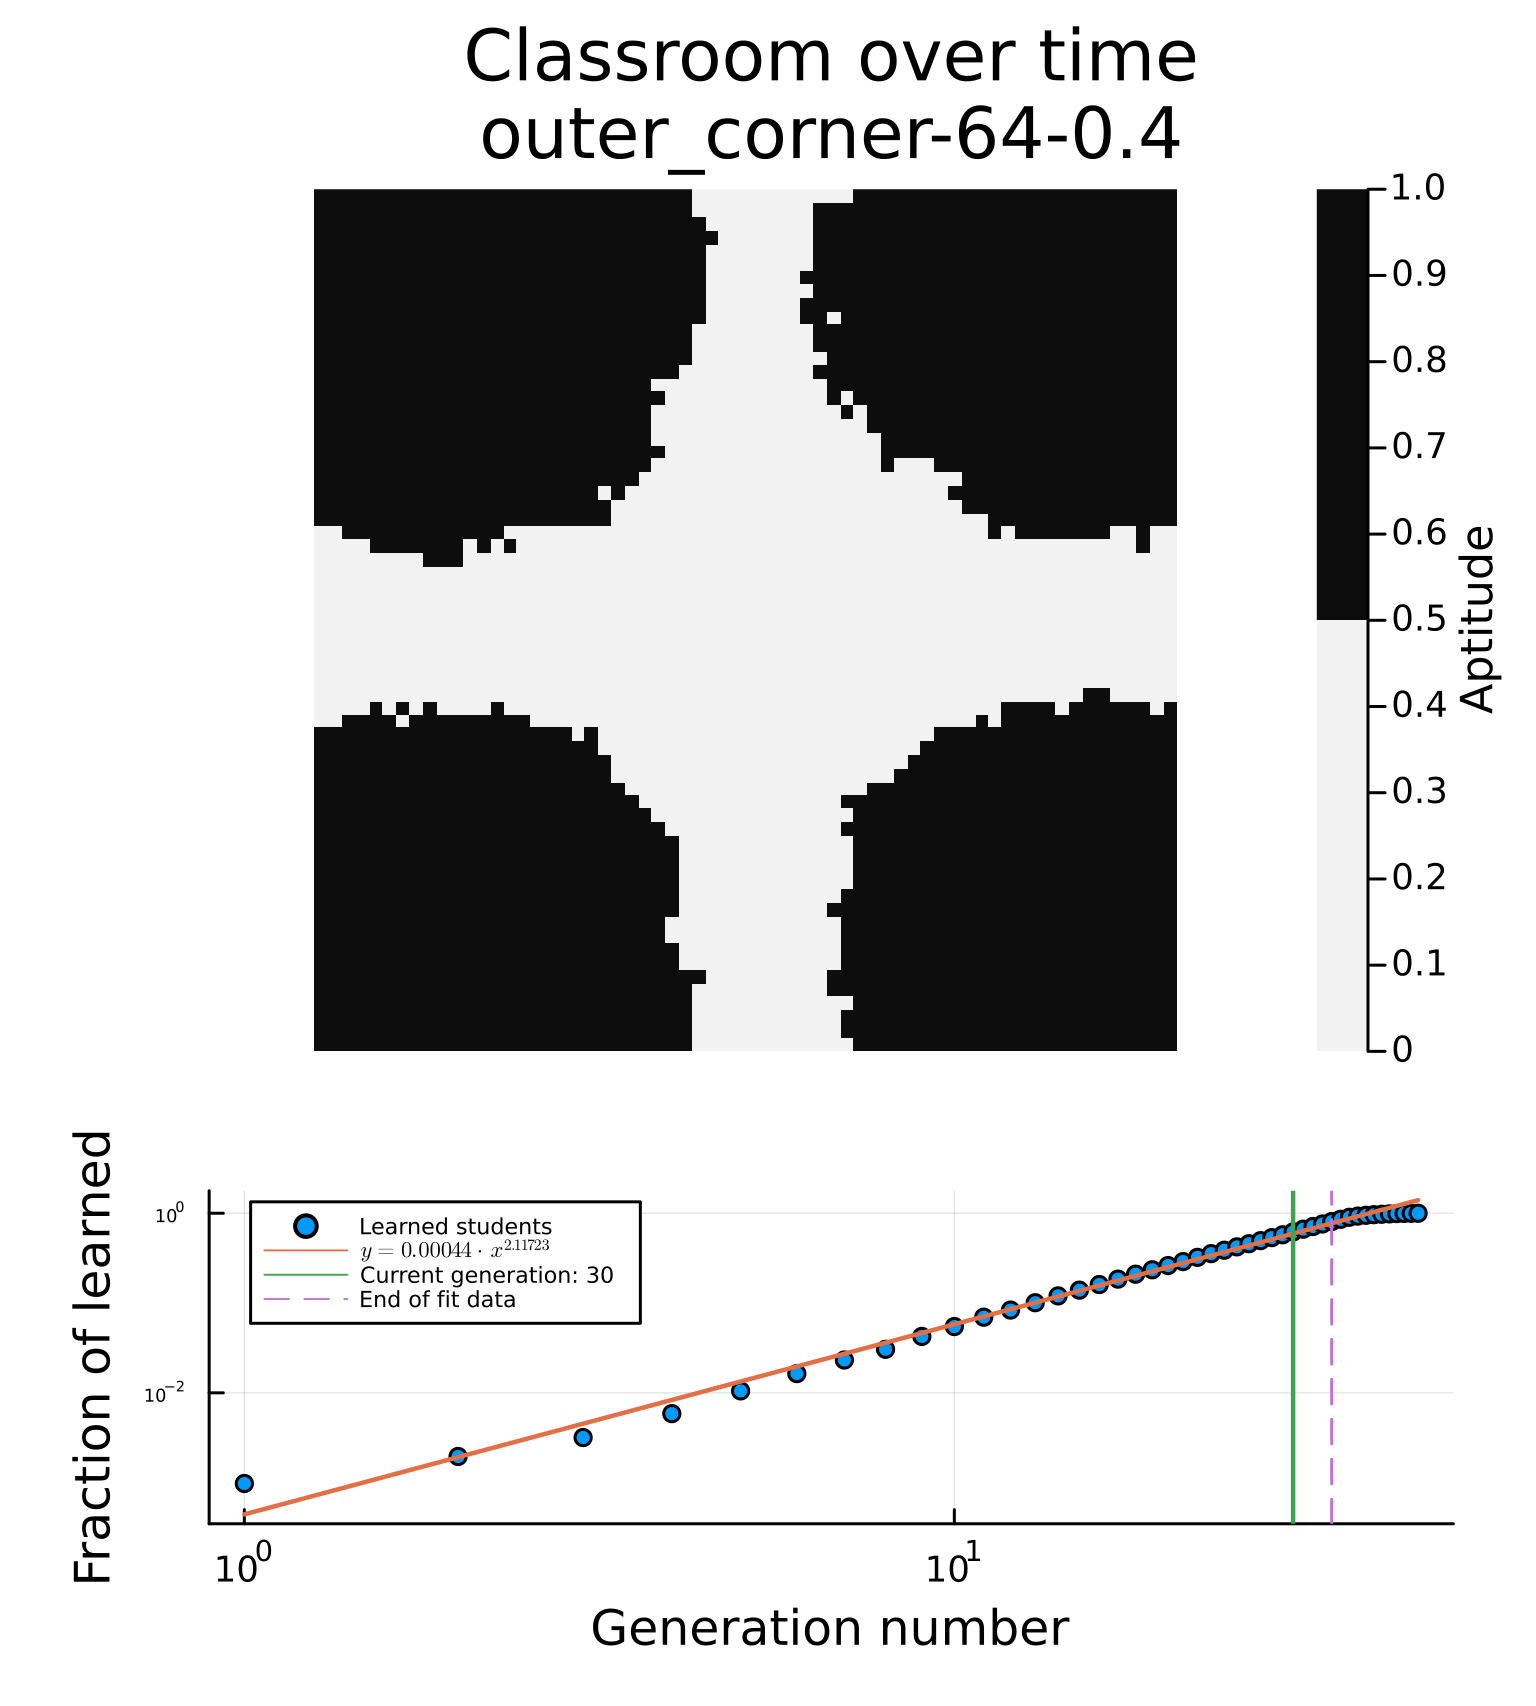 Classroom over time
outer_corner-64-0.4
1.0
0.9
0.8
0.7
0.6
0.5
0.4
0.3
0.2
0.1
0
Aptitude
Fraction of learned
10^0
10^-2
Learned students
y = 0.00044 · x^2.11723
Current generation: 30
End of fit data
10^0
10^1
Generation number